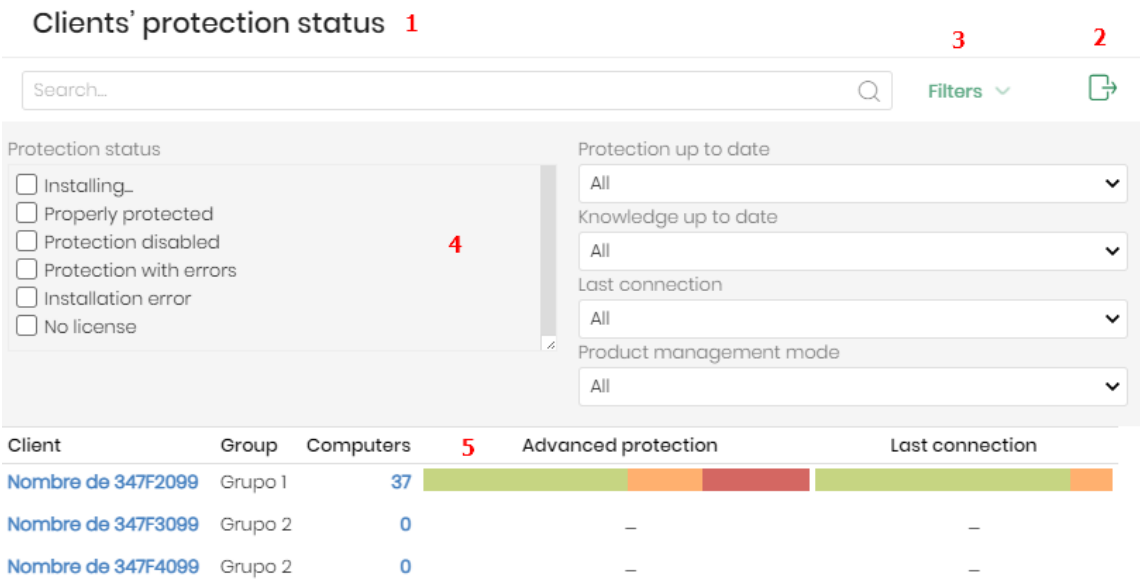 Clients’ protection status 1
3 2
Search... Filters
Protection status Protection up to date
Installing... All
Properly protected Knowledge up to date
Protection disabled 4 All
Protection with errors Last connection
Installation error All
No license Product management mode
All
Client Group Computers 5 Advanced protection Last connection
Nombre de 347F2099 Grupo 1 37
Nombre de 347F3099 Grupo 2 0 – –
Nombre de 347F4099 Grupo 2 0 – –